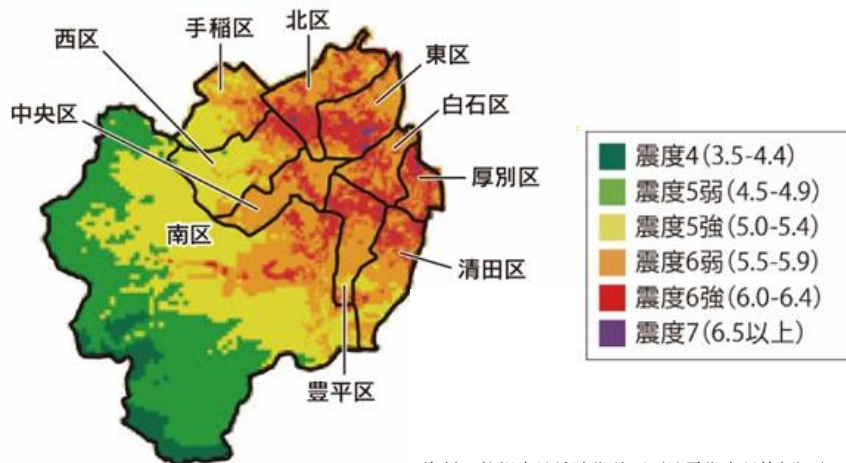 手稲区
北区
西区
東区
白石区
中央区
厚別区
南区
清田区
豊平区
震度4(3.5-4.4)
震度5弱(4.5-4.9)
震度5強(5.0-5.4)
震度6弱(5.5-5.9)
震度6強(6.0-6.4)
震度7(6.5以上)